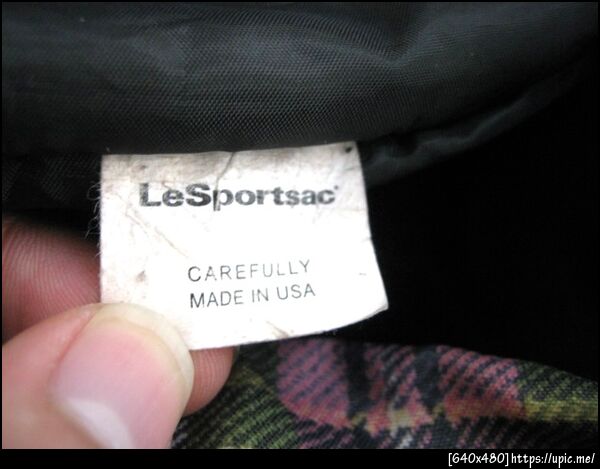 LeSportsac®
CAREFULLY
MADE IN USA
[640x480]https://upic.me/